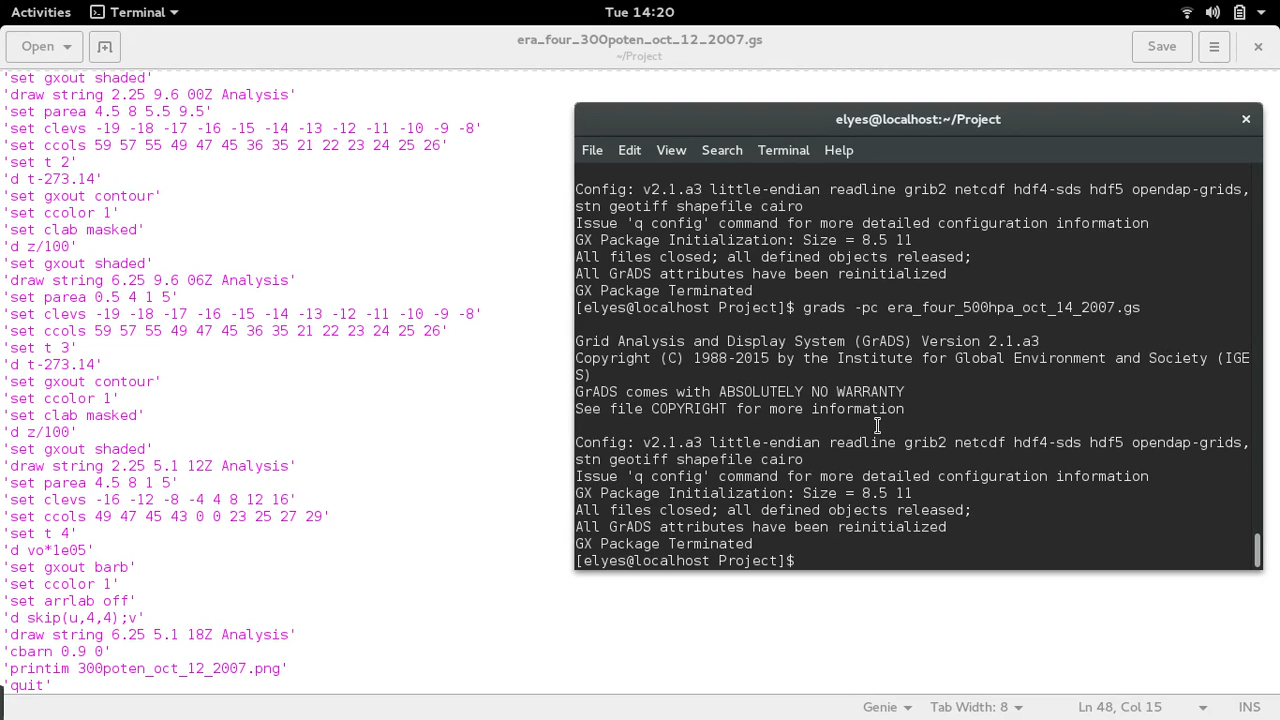 Activities
Terminal
Tue 14:20
Open
era_four_300poten_oct_12_2007.gs
~/Project
Save
'set gxout shaded'
'draw string 2.25 9.6 00Z Analysis'
'set parea 4.5 8 5.5 9.5'
'set clevs -19 -18 -17 -16 -15 -14 -13 -12 -11 -10 -9 -8'
'set ccols 59 57 55 49 47 45 36 35 21 22 23 24 25 26'
'set t 2'
'd t-273.14'
'set gxout contour'
'set ccolor 1'
'set clab masked'
'd z/100'
'set gxout shaded'
'draw string 6.25 9.6 06Z Analysis'
'set parea 0.5 4 1 5'
'set clevs -19 -18 -17 -16 -15 -14 -13 -12 -11 -10 -9 -8'
'set ccols 59 57 55 49 47 45 36 35 21 22 23 24 25 26'
'set t 3'
'd t-273.14'
'set gxout contour'
'set ccolor 1'
'set clab masked'
'd z/100'
'set gxout shaded'
'draw string 2.25 5.1 12Z Analysis'
'set parea 4.5 8 1 5'
'set clevs -16 -12 -8 -4 4 8 12 16'
'set ccols 49 47 45 43 0 0 23 25 27 29'
'set t 4'
'd vo*1e05'
'set gxout barb'
'set ccolor 1'
'set arrlab off'
'd skip(u,4,4);v'
'draw string 6.25 5.1 18Z Analysis'
'cbarn 0.9 0'
'printim 300poten_oct_12_2007.png'
'quit'
elyes@localhost:~/Project
File Edit View Search Terminal Help
Config: v2.1.a3 little-endian readline grib2 netcdf hdf4-sds hdf5 opendap-grids,
stn geotiff shapefile cairo
Issue 'q config' command for more detailed configuration information
GX Package Initialization: Size = 8.5 11
All files closed; all defined objects released;
All GrADS attributes have been reinitialized
GX Package Terminated
[elyes@localhost Project]$ grads -pc era_four_500hpa_oct_14_2007.gs
Grid Analysis and Display System (GrADS) Version 2.1.a3
Copyright (C) 1988-2015 by the Institute for Global Environment and Society (IGE
S)
GrADS comes with ABSOLUTELY NO WARRANTY
See file COPYRIGHT for more information
Config: v2.1.a3 little-endian readline grib2 netcdf hdf4-sds hdf5 opendap-grids,
stn geotiff shapefile cairo
Issue 'q config' command for more detailed configuration information
GX Package Initialization: Size = 8.5 11
All files closed; all defined objects released;
All GrADS attributes have been reinitialized
GX Package Terminated
[elyes@localhost Project]$
Genie
Tab Width: 8
Ln 48, Col 15
INS